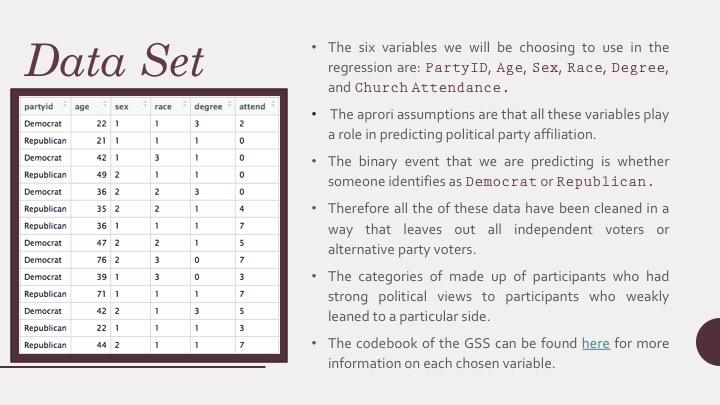 Data Set
partyid age sex race degree attend
Democrat 22 1 1 3 2
Republican 21 1 1 1 0
Democrat 42 1 3 1 0
Republican 49 2 1 1 0
Democrat 36 2 2 3 0
Republican 35 2 2 1 4
Republican 36 1 1 1 7
Democrat 47 2 2 1 5
Democrat 76 2 3 0 7
Democrat 39 1 3 0 3
Republican 71 1 1 1 7
Democrat 42 2 1 3 5
Republican 22 1 1 1 3
Republican 44 2 1 1 7
• The six variables we will be choosing to use in the
regression are: PartyID, Age, Sex, Race, Degree,
and Church Attendance.
• The aprori assumptions are that all these variables play
a role in predicting political party affiliation.
• The binary event that we are predicting is whether
someone identifies as Democrat or Republican.
• Therefore all the of these data have been cleaned in a
way that leaves out all independent voters or
alternative party voters.
• The categories of made up of participants who had
strong political views to participants who weakly
leaned to a particular side.
• The codebook of the GSS can be found here for more
information on each chosen variable.